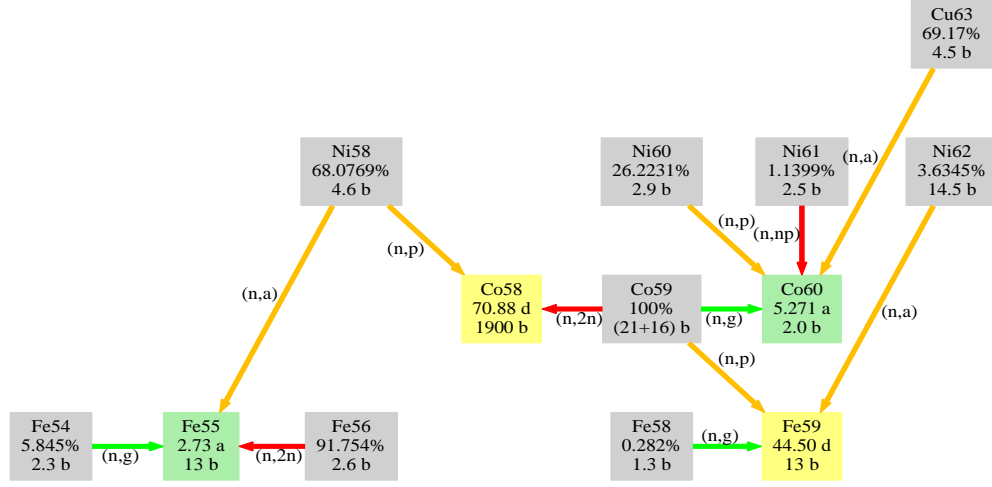 Cu63
69.17%
4.5 b
Ni58
68.0769%
4.6 b
Ni60
26.2231%
2.9 b
Ni61
1.1399%
2.5 b
Ni62
3.6345%
14.5 b
(n,a)
(n,p)
(n,np)
(n,p)
(n,a)
(n,a)
Co58
70.88 d
1900 b
(n,2n)
Co59
100%
(21+16) b
(n,g)
Co60
5.271 a
2.0 b
(n,p)
Fe54
5.845%
2.3 b
(n,g)
Fe55
2.73 a
13 b
(n,2n)
Fe56
91.754%
2.6 b
Fe58
0.282%
1.3 b
(n,g)
Fe59
44.50 d
13 b